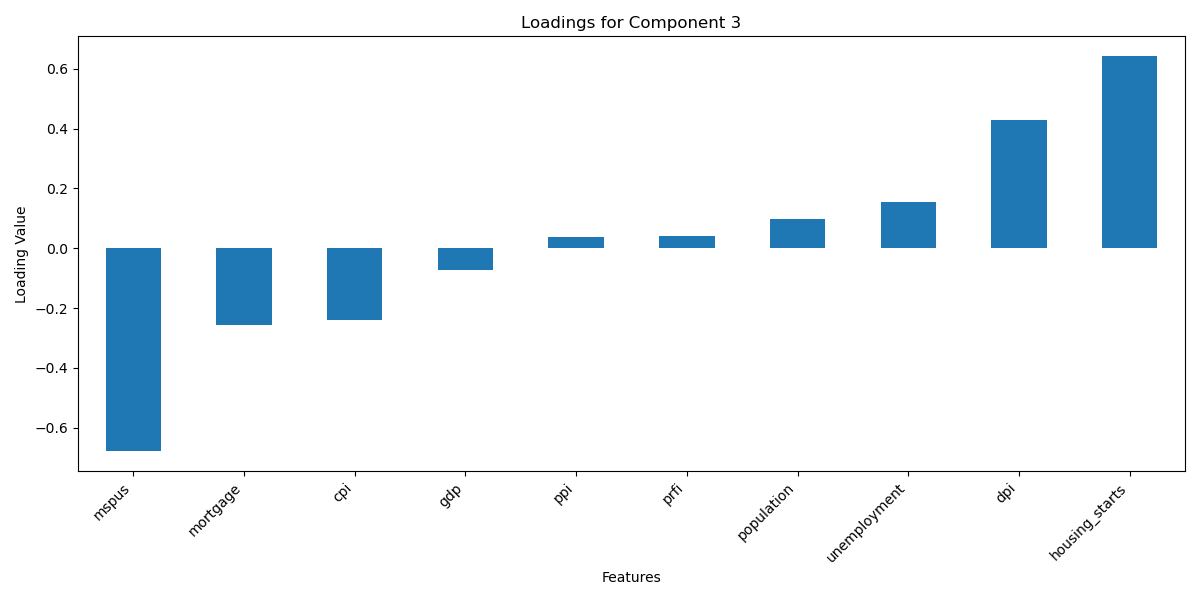 Loadings for Component 3
Loading Value
0.6
0.4
0.2
0.0
−0.2
−0.4
−0.6
mspus
mortgage
cpi
gdp
ppi
prfi
population
unemployment
dpi
housing_starts
Features